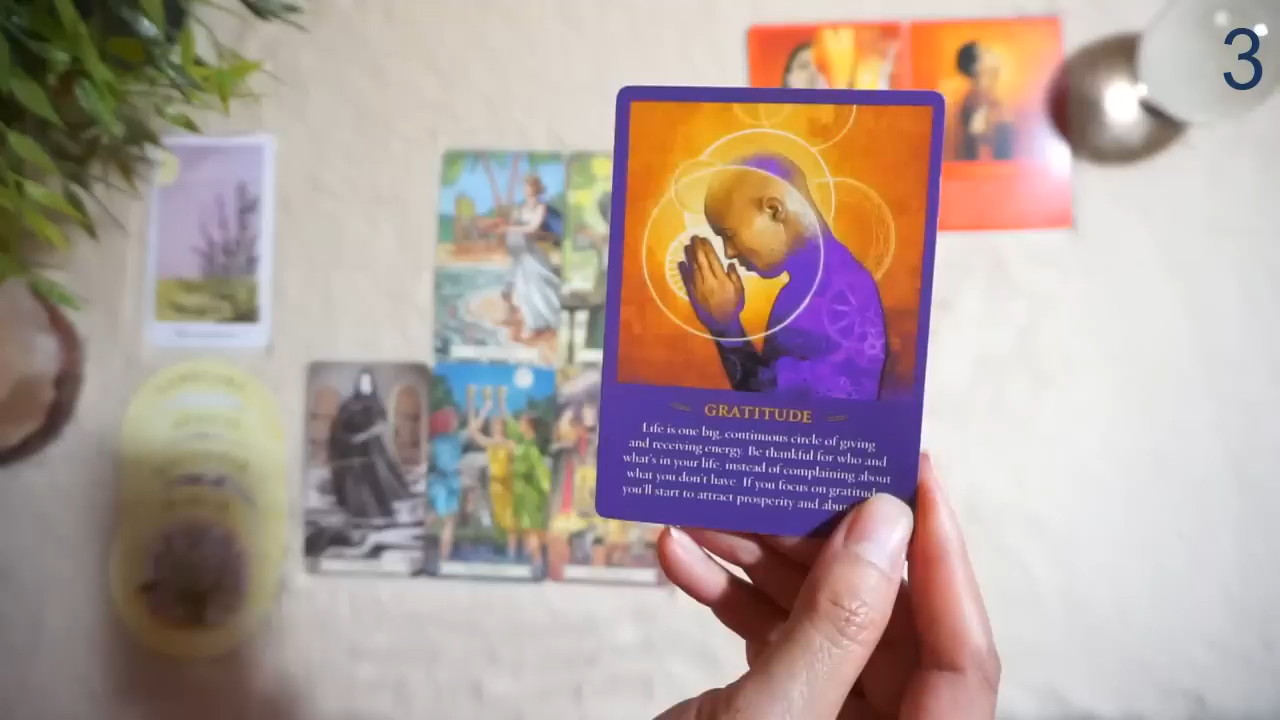 3
GRATITUDE
Life is one big, continuous circle of giving
and receiving energy. Be thankful for who and
what's in your life, instead of complaining about
what you don't have. If you focus on
you'll start to attract prosperity and